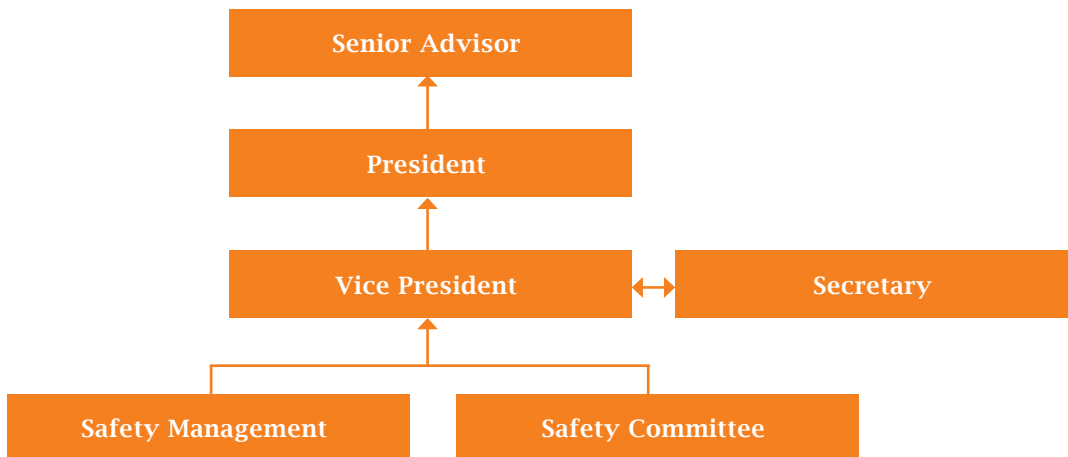 Senior Advisor
President
Vice President
Secretary
Safety Management
Safety Committee